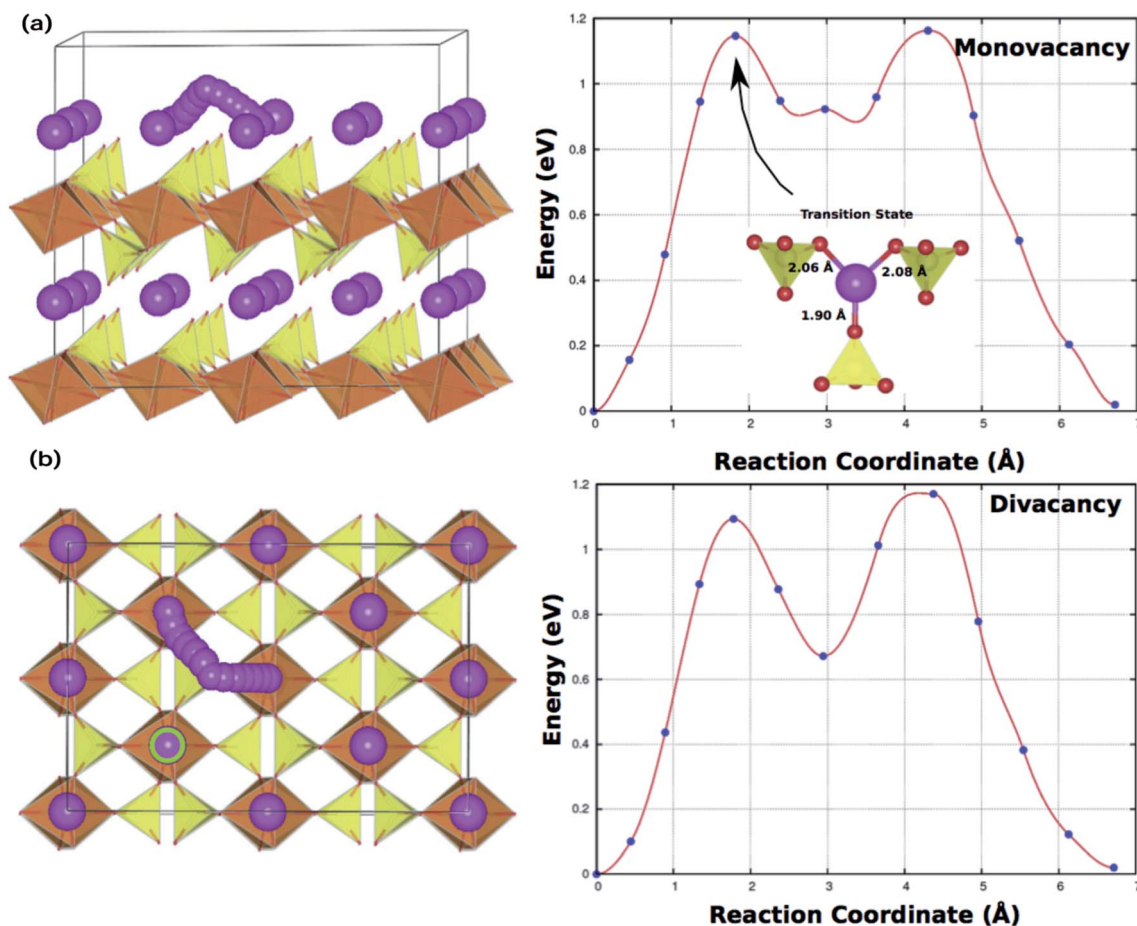 (a)
Monovacancy
Energy (eV)
1.2
1
0.8
0.6
0.4
0.2
0
0 1 2 3 4 5 6 7
Transition State
2.06 Å
2.08 Å
1.90 Å
Reaction Coordinate (Å)
(b)
Divacancy
Energy (eV)
1.2
1
0.8
0.6
0.4
0.2
0
0 1 2 3 4 5 6 7
Reaction Coordinate (Å)